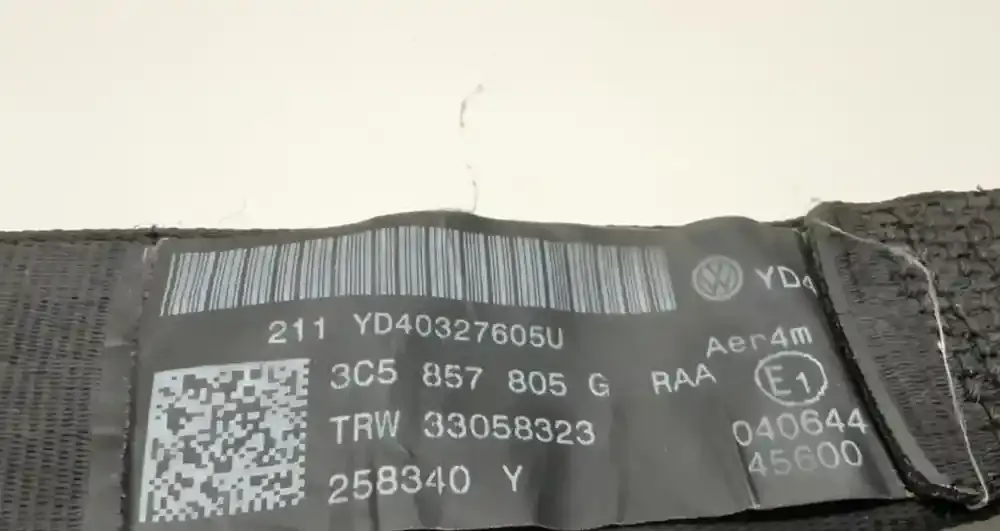 YD4
211 YD40327605U
Aer4m
3C5 857 805 G RAA E1
TRW 33058323 040644
258340 Y 45600